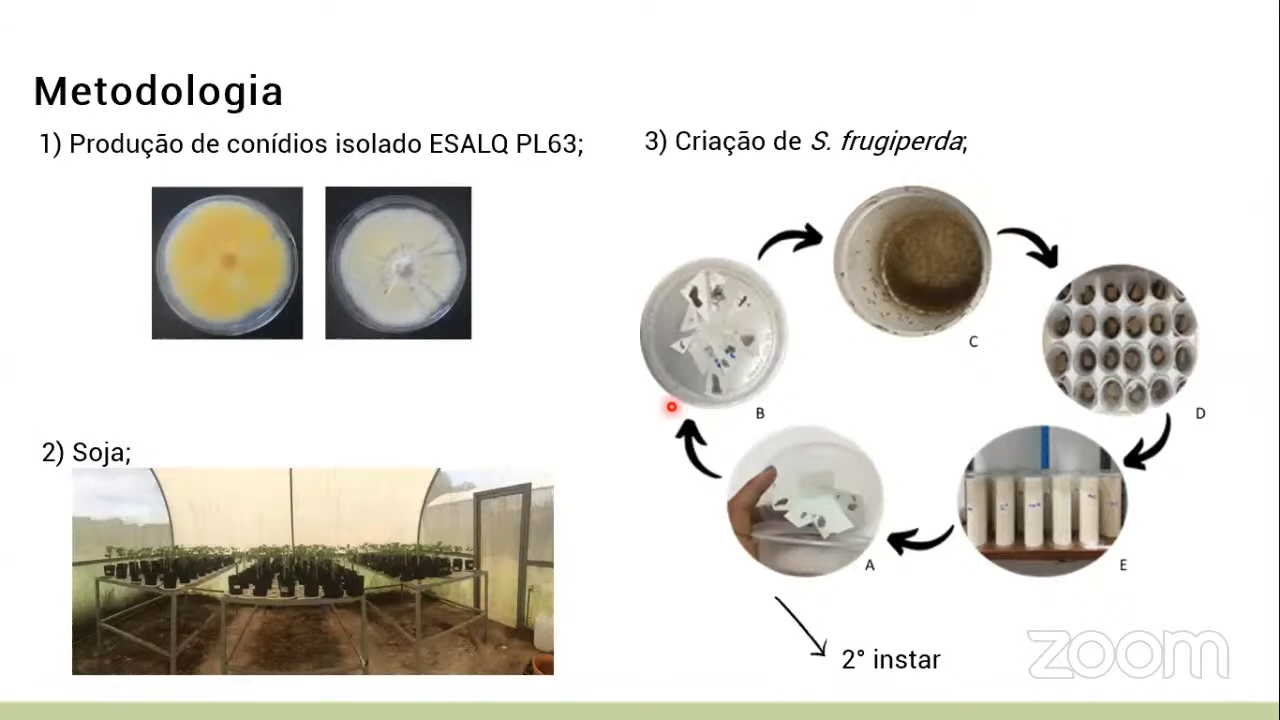 Metodologia
1) Produção de conídios isolado ESALQ PL63;
2) Soja;
3) Criação de S. frugiperda;
C
B
D
A
E
2° instar
zoom